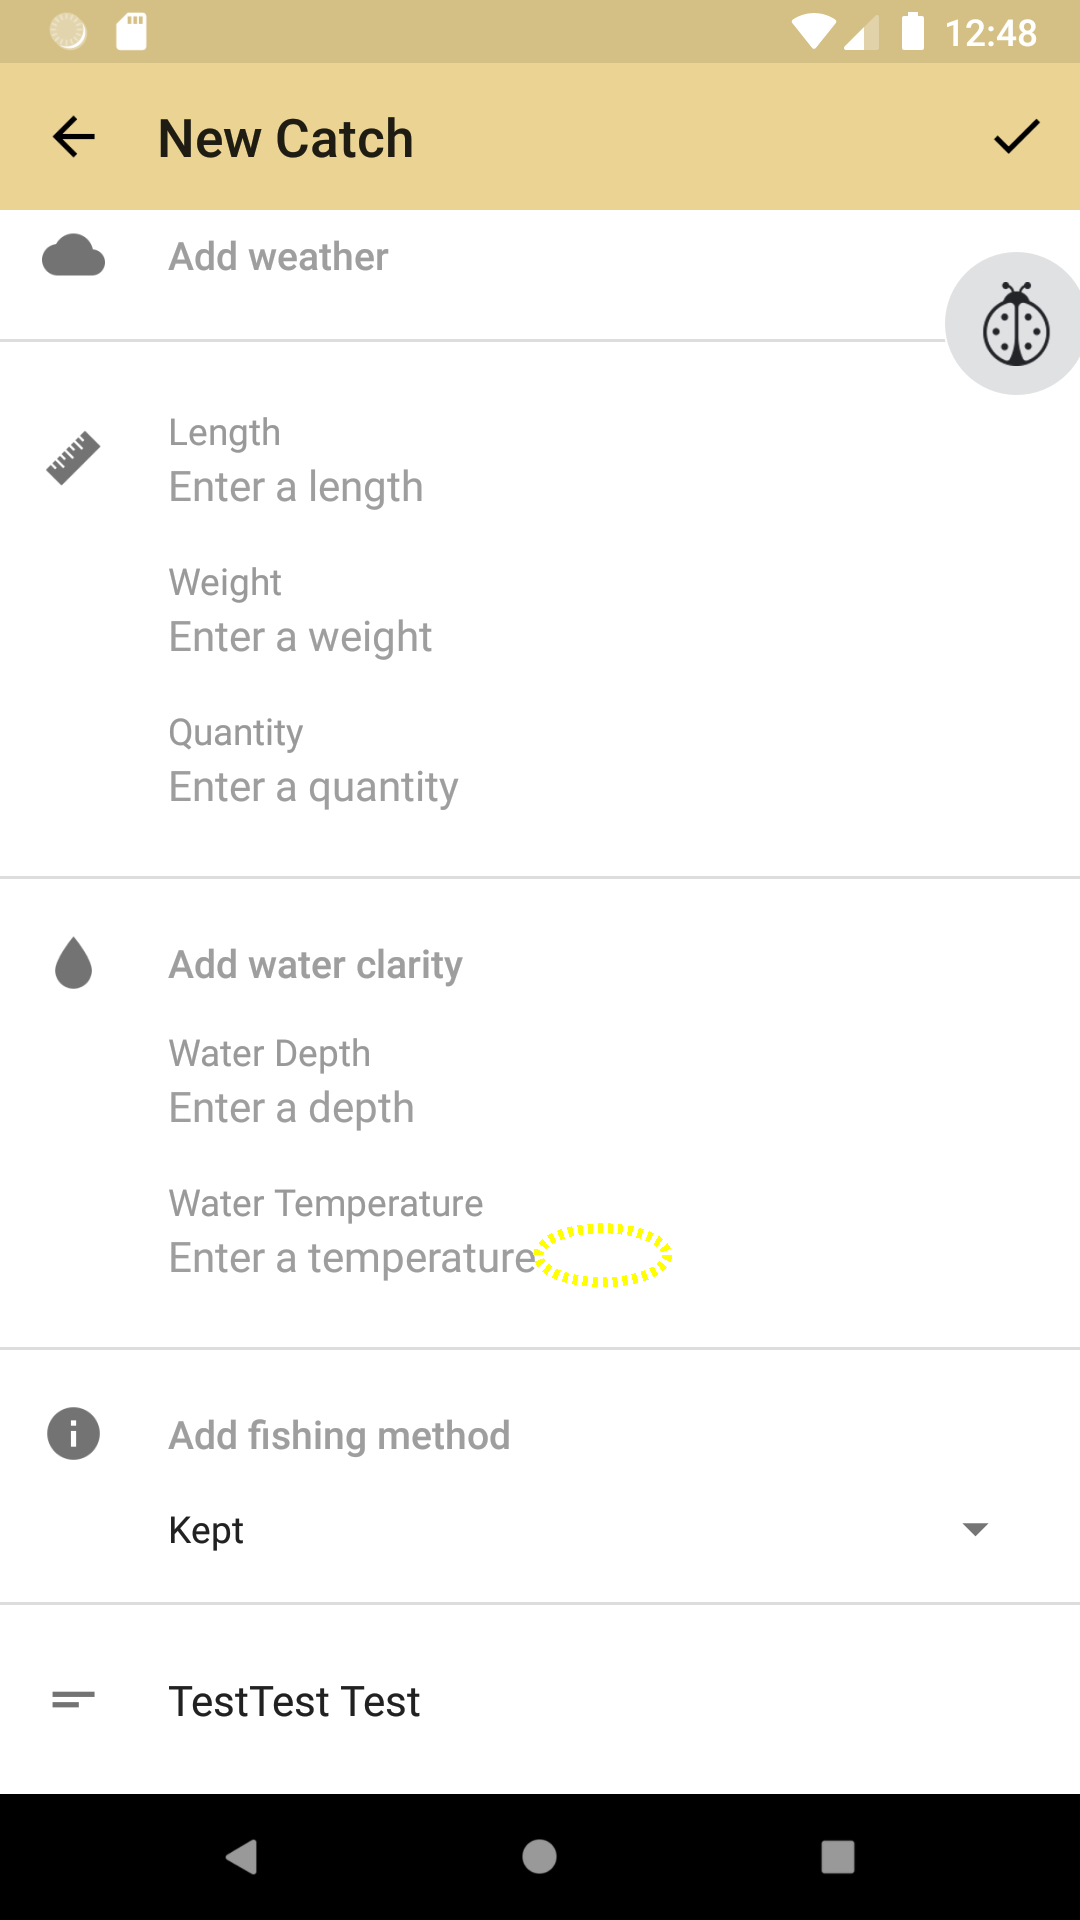 12:48
New Catch
Add weather
Length
Enter a length
Weight
Enter a weight
Quantity
Enter a quantity
Add water clarity
Water Depth
Enter a depth
Water Temperature
Enter a temperature
Add fishing method
Kept
TestTest Test